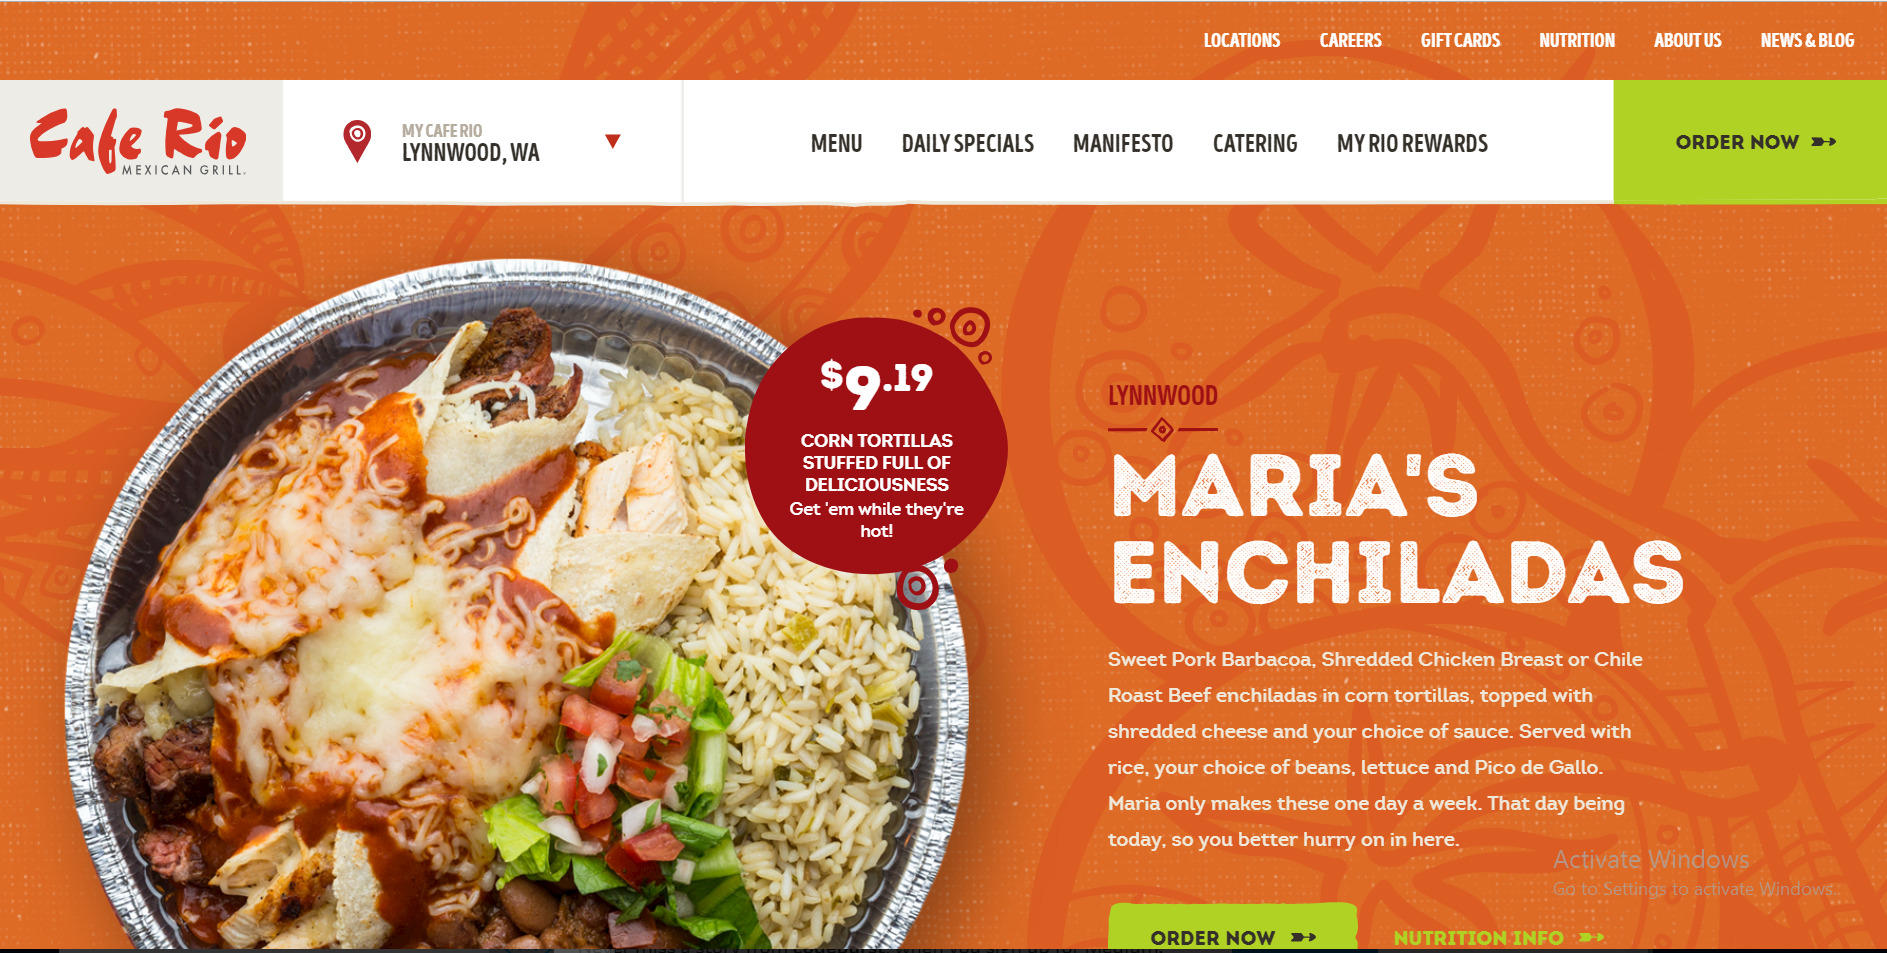 LOCATIONS CAREERS GIFT CARDS NUTRITION ABOUT US NEWS & BLOG
Cafe Rio
MEXICAN GRILL.
MY CAFE RIO
LYNNWOOD, WA
MENU DAILY SPECIALS MANIFESTO CATERING MY RIO REWARDS
ORDER NOW
$9.19
CORN TORTILLAS
STUFFED FULL OF
DELICIOUSNESS
Get 'em while they're
hot!
LYNNWOOD
MARIA'S
ENCHILADAS
Sweet Pork Barbacoa, Shredded Chicken Breast or Chile
Roast Beef enchiladas in corn tortillas, topped with
shredded cheese and your choice of sauce. Served with
rice, your choice of beans, lettuce and Pico de Gallo.
Maria only makes these one day a week. That day being
today, so you better hurry on in here.
Activate Windows
Go to Settings to activate Windows.
ORDER NOW
NUTRITION INFO